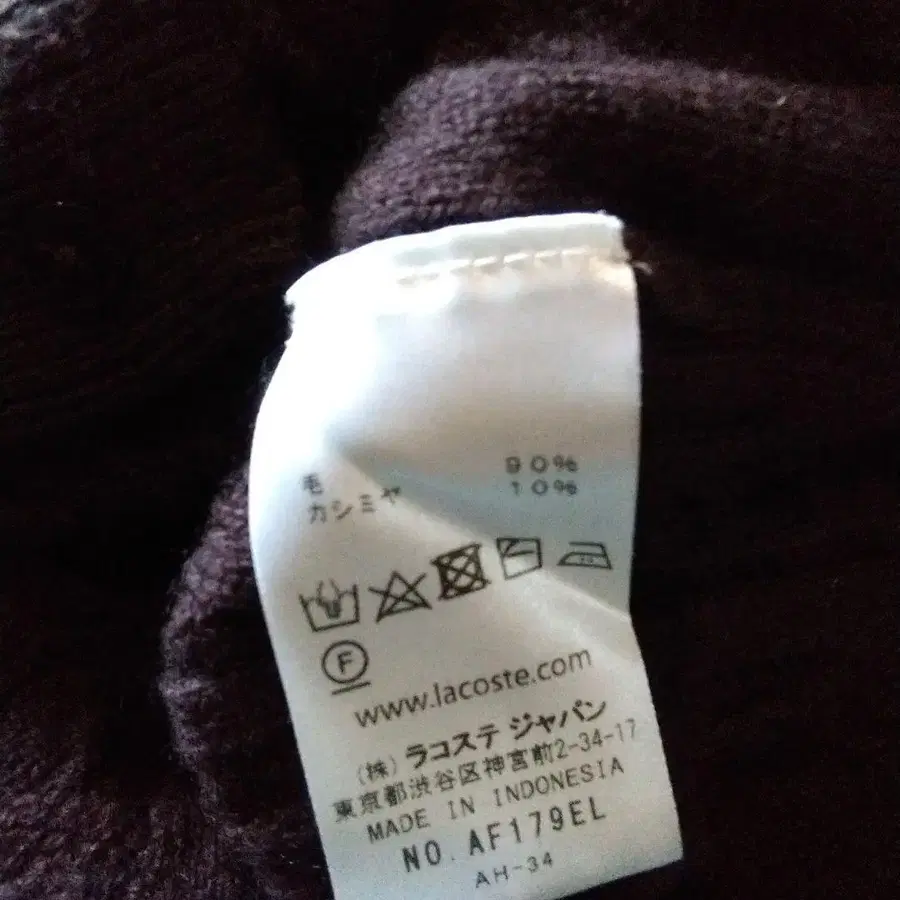 毛 90%
カシミヤ 10%
F
www.lacoste.com
(株) ラコステ ジャパン
東京都渋谷区神宮前2-34-17
MADE IN INDONESIA
NO. AF179EL
AH-34